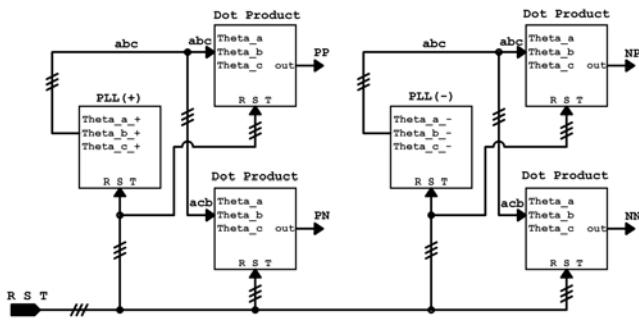 Dot Product
Dot Product
abc
abc
Theta_a
Theta_b
Theta_c
out
PP
R S T
abc
abc
Theta_a
Theta_b
Theta_c
out
NP
R S T
PLL(+)
Theta_a_+
Theta_b_+
Theta_c_+
R S T
PLL(-)
Theta_a_-
Theta_b_-
Theta_c_-
R S T
Dot Product
acb
Theta_a
Theta_b
Theta_c
out
PN
Dot Product
acb
Theta_a
Theta_b
Theta_c
out
NN
R S T